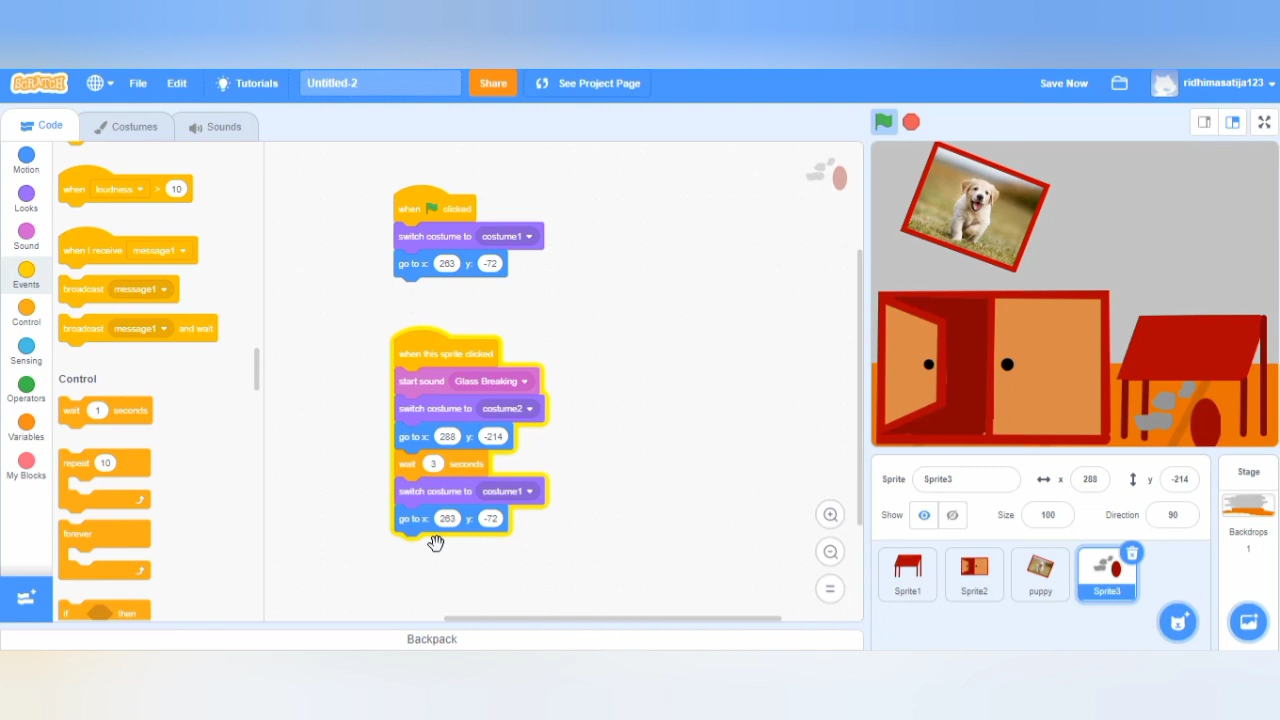 SCRATCH
File
Edit
Tutorials
Untitled-2
Share
See Project Page
Save Now
ridhimasatija123
Code
Costumes
Sounds
Motion
Looks
Sound
Events
Control
Sensing
Operators
Variables
My Blocks
when loudness > 10
when I receive message1
broadcast message1
broadcast message1 and wait
Control
wait 1 seconds
repeat 10
forever
if then
when clicked
switch costume to costume1
go to x: 263 y: -72
when this sprite clicked
start sound Glass Breaking
switch costume to costume2
go to x: 288 y: -214
wait 3 seconds
switch costume to costume1
go to x: 263 y: -72
Backpack
Sprite Sprite3 x 288 y -214
Show Size 100 Direction 90
Sprite1
Sprite2
puppy
Sprite3
Stage
Backdrops
1